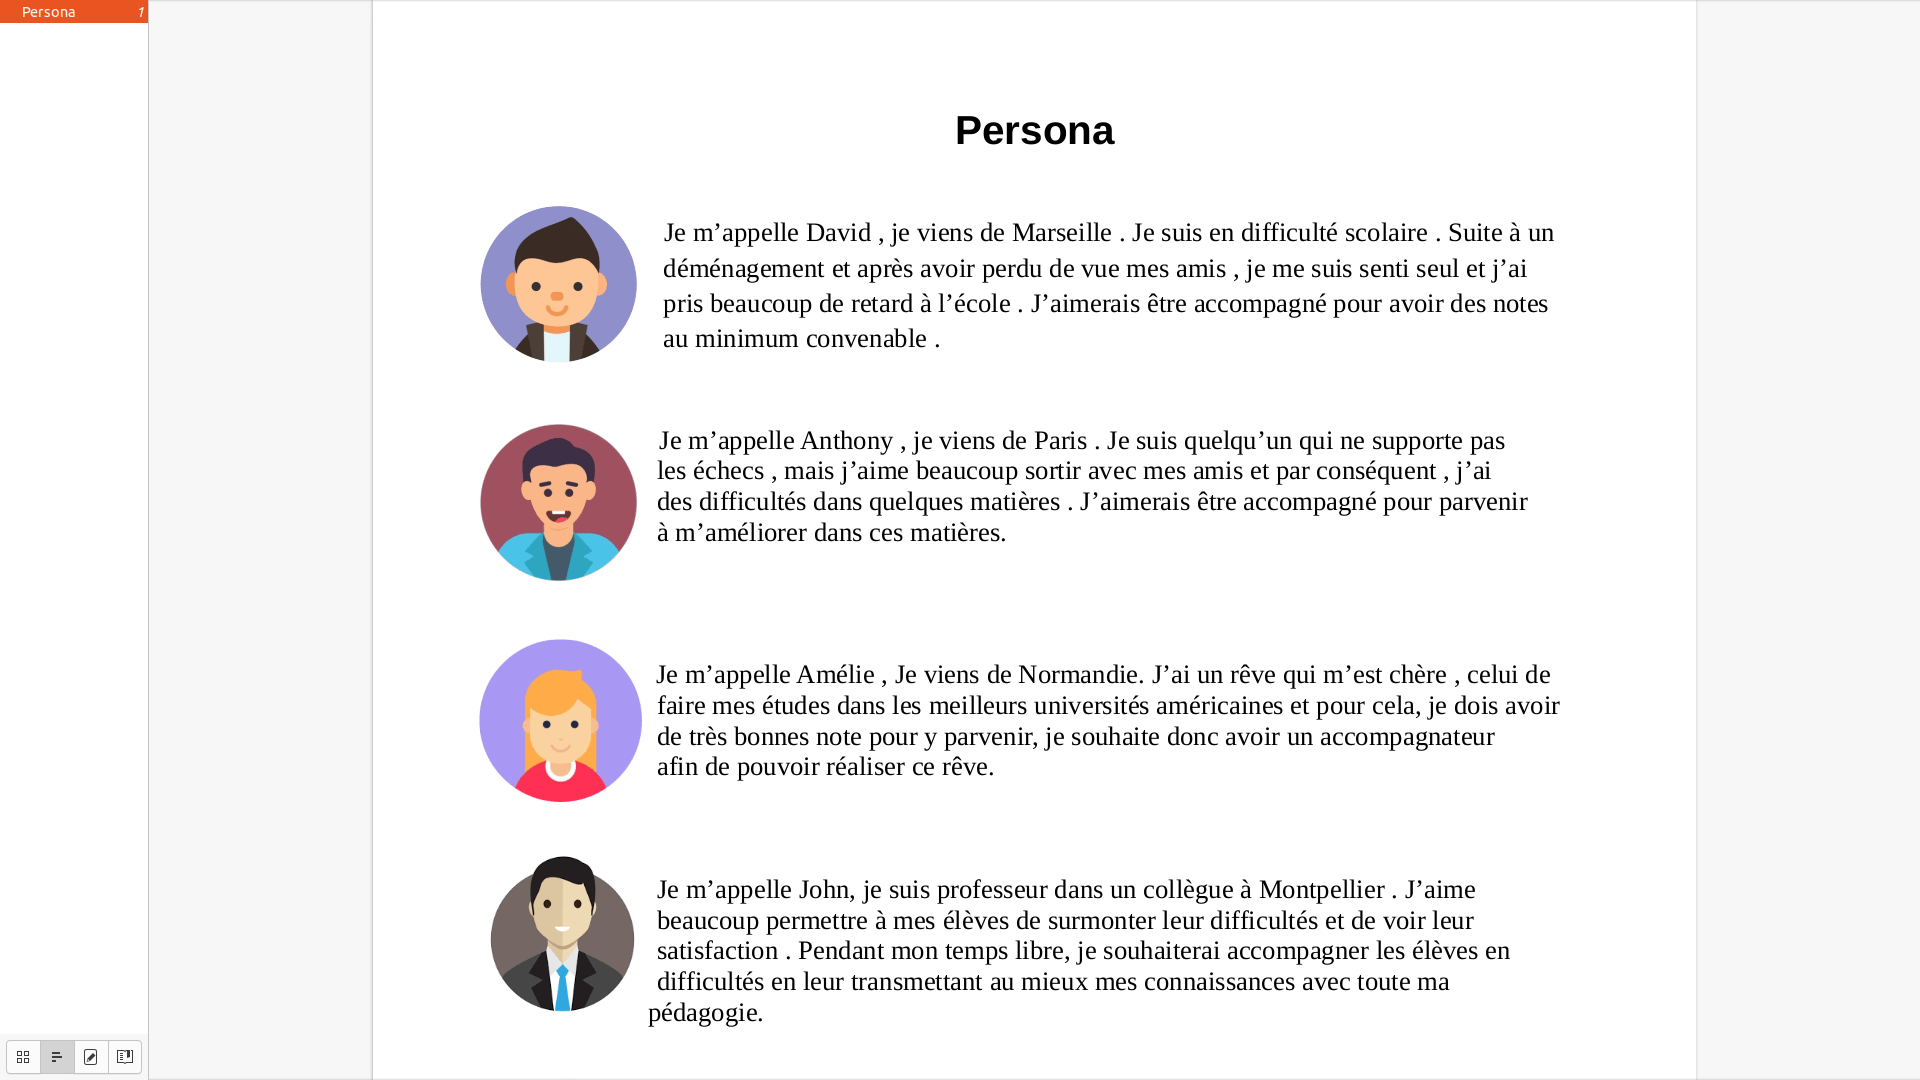 Persona 1
Persona
Je m’appelle David , je viens de Marseille . Je suis en difficulté scolaire . Suite à un
déménagement et après avoir perdu de vue mes amis , je me suis senti seul et j’ai
pris beaucoup de retard à l’école . J’aimerais être accompagné pour avoir des notes
au minimum convenable .
Je m’appelle Anthony , je viens de Paris . Je suis quelqu’un qui ne supporte pas
les échecs , mais j’aime beaucoup sortir avec mes amis et par conséquent , j’ai
des difficultés dans quelques matières . J’aimerais être accompagné pour parvenir
à m’améliorer dans ces matières.
Je m’appelle Amélie , Je viens de Normandie. J’ai un rêve qui m’est chère , celui de
faire mes études dans les meilleurs universités américaines et pour cela, je dois avoir
de très bonnes note pour y parvenir, je souhaite donc avoir un accompagnateur
afin de pouvoir réaliser ce rêve.
Je m’appelle John, je suis professeur dans un collègue à Montpellier . J’aime
beaucoup permettre à mes élèves de surmonter leur difficultés et de voir leur
satisfaction . Pendant mon temps libre, je souhaiterai accompagner les élèves en
difficultés en leur transmettant au mieux mes connaissances avec toute ma
pédagogie.